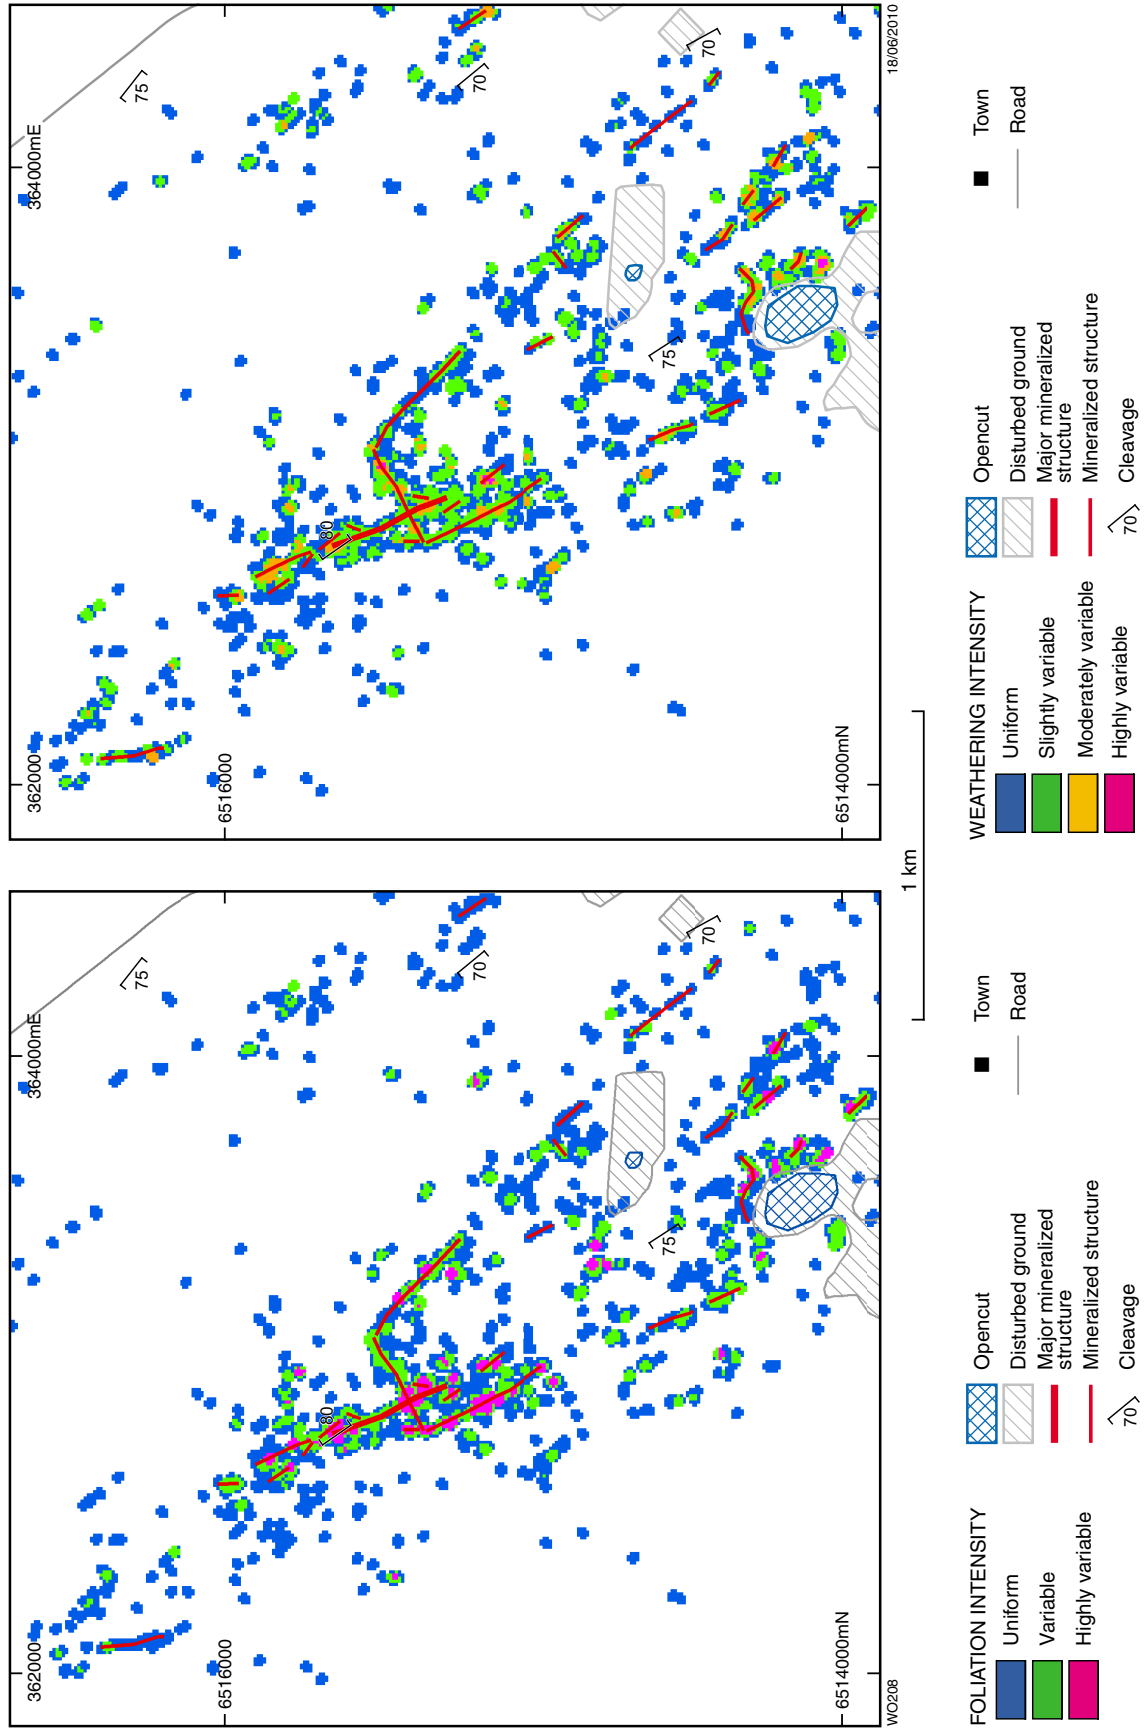 362000
364000mE
75
6516000
80
70
75
70
6514000mN
362000
364000mE
75
6516000
80
70
75
70
6514000mN
WO208
18/06/2010
1 km
FOLIATION INTENSITY
Uniform
Variable
Highly variable
Opencut
Disturbed ground
Major mineralized
structure
Mineralized structure
70
Cleavage
Town
Road
WEATHERING INTENSITY
Uniform
Slightly variable
Moderately variable
Highly variable
Opencut
Disturbed ground
Major mineralized
structure
Mineralized structure
70
Cleavage
Town
Road